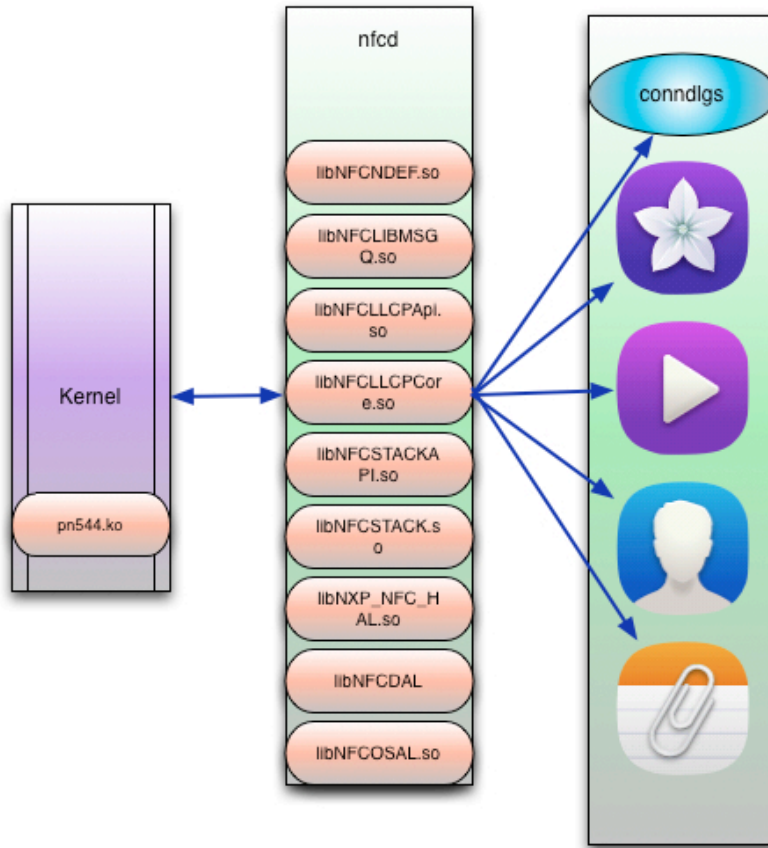 nfcd
conndlgs
libNFCNDEF.so
libNFCLIBMSG
Q.so
libNFCLLCPApI.
so
Kernel
libNFCLLCPCor
e.so
libNFCSTACKA
PI.so
pn544.ko
libNFCSTACK.s
o
libNXP_NFC_H
AL.so
libNFCDAL
libNFCOSAL.so